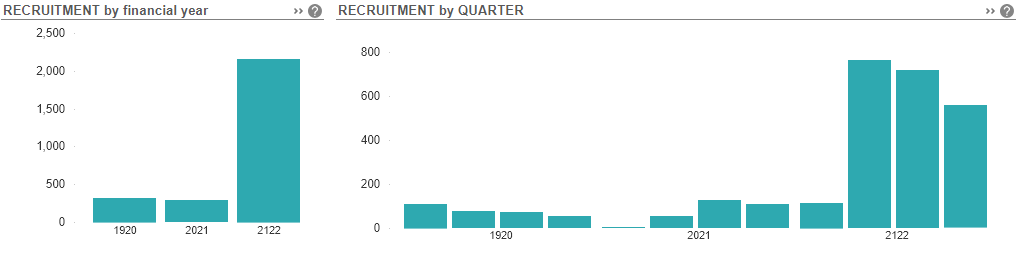 RECRUITMENT by financial year ›› ?
2,500
2,000
1,500
1,000
500
0
1920 2021 2122
RECRUITMENT by QUARTER ›› ?
800
600
400
200
0
1920 2021 2122